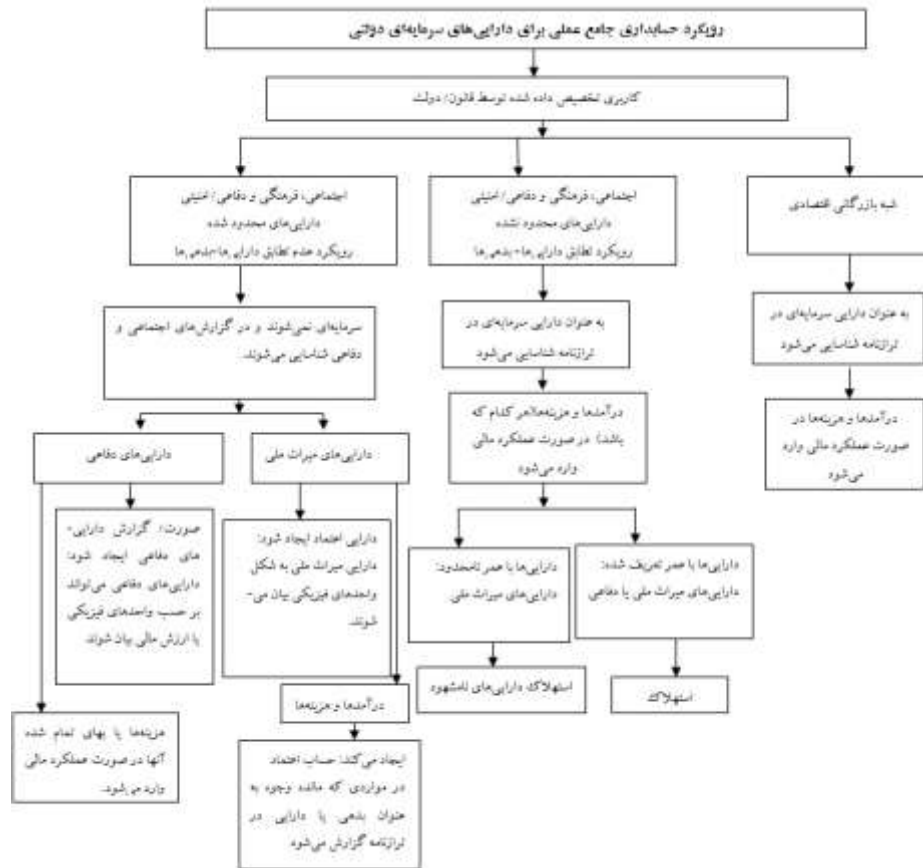 رویکرد حسابداری جامع عملی برای دارایی‌های سرمایه‌ای دولتی
کاربری تخصیص داده شده توسط قانون/ دولت
شبه بازرگانی اقتصادی
اجتماعی، فرهنگی و دفاعی/ امنیتی
دارایی‌های محدود نشده
رویکرد تطابق دارایی‌ها-بدهی‌ها
اجتماعی، فرهنگی و دفاعی/ امنیتی
دارایی‌های محدود شده
رویکرد عدم تطابق دارایی‌ها-بدهی‌ها
به عنوان دارایی سرمایه‌ای در
ترازنامه شناسایی می‌شود
به عنوان دارایی سرمایه‌ای در
ترازنامه شناسایی می‌شود
سرمایه‌ای نمی‌شوند و در گزارش‌های اجتماعی و
دفاعی شناسایی می‌شوند.
درآمدها و هزینه‌ها در
صورت عملکرد مالی وارد
می‌شود
درآمدها و هزینه‌ها(هر کدام که
باشد) در صورت عملکرد مالی
وارد می‌شود
دارایی‌های میراث ملی
دارایی‌های دفاعی
دارایی‌ها با عمر تعریف شده:
دارایی‌های میراث ملی یا دفاعی
دارایی‌ها با عمر نامحدود:
دارایی‌های میراث ملی.
دارایی اعتماد ایجاد شود:
دارایی میراث ملی به شکل
واحدهای فیزیکی بیان می-
شوند.
صورت/ گزارش دارایی-
های دفاعی ایجاد شود:
دارایی‌های دفاعی می‌تواند
بر حسب واحدهای فیزیکی
یا ارزش مالی بیان شوند.
استهلاک
استهلاک دارایی‌های نامشهود
درآمدها و هزینه‌ها
هزینه‌ها یا بهای تمام شده
آنها در صورت عملکرد مالی
وارد می‌شود.
ایجاد می‌کند: حساب اعتماد
در مواردی که مانده وجوه به
عنوان بدهی یا دارایی در
ترازنامه گزارش می‌شود